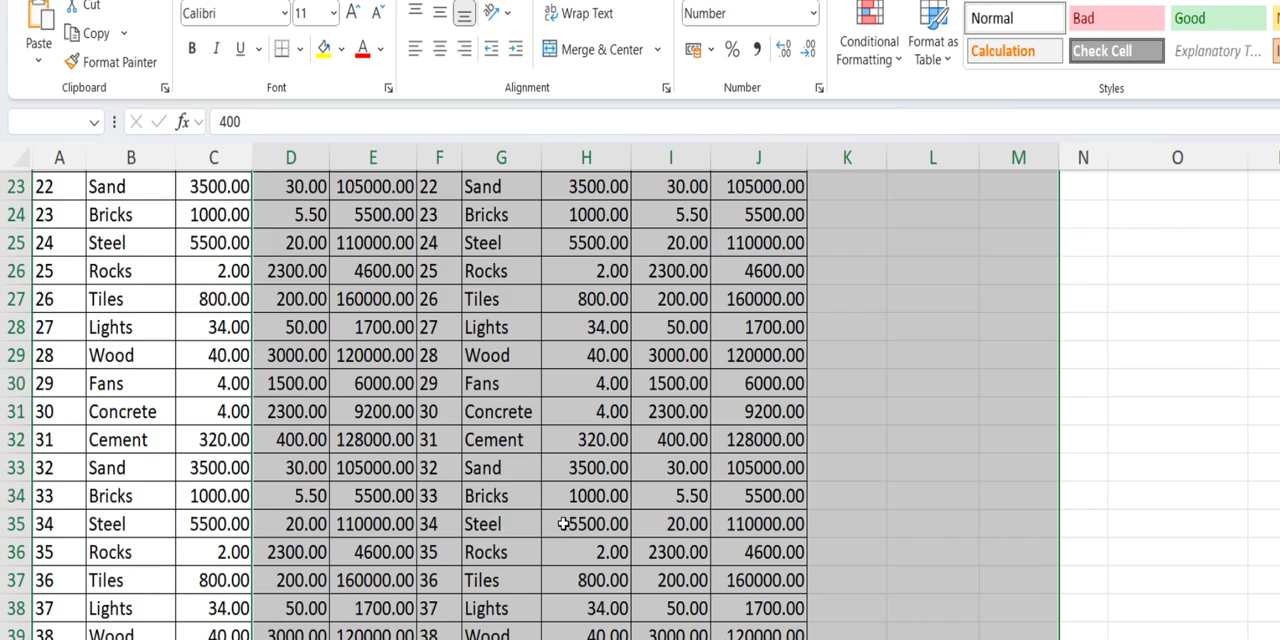 Cut
Calibri 11 A A Wrap Text Number Normal Bad Good
Paste Copy
B I U A Merge & Center % Conditional Formatting Format as Table Calculation Check Cell Explanatory T...
Format Painter
Clipboard Font Alignment Number Styles
fx 400
A B C D E F G H I J K L M N O
23 22 Sand 3500.00 30.00 105000.00 22 Sand 3500.00 30.00 105000.00
24 23 Bricks 1000.00 5.50 5500.00 23 Bricks 1000.00 5.50 5500.00
25 24 Steel 5500.00 20.00 110000.00 24 Steel 5500.00 20.00 110000.00
26 25 Rocks 2.00 2300.00 4600.00 25 Rocks 2.00 2300.00 4600.00
27 26 Tiles 800.00 200.00 160000.00 26 Tiles 800.00 200.00 160000.00
28 27 Lights 34.00 50.00 1700.00 27 Lights 34.00 50.00 1700.00
29 28 Wood 40.00 3000.00 120000.00 28 Wood 40.00 3000.00 120000.00
30 29 Fans 4.00 1500.00 6000.00 29 Fans 4.00 1500.00 6000.00
31 30 Concrete 4.00 2300.00 9200.00 30 Concrete 4.00 2300.00 9200.00
32 31 Cement 320.00 400.00 128000.00 31 Cement 320.00 400.00 128000.00
33 32 Sand 3500.00 30.00 105000.00 32 Sand 3500.00 30.00 105000.00
34 33 Bricks 1000.00 5.50 5500.00 33 Bricks 1000.00 5.50 5500.00
35 34 Steel 5500.00 20.00 110000.00 34 Steel 5500.00 20.00 110000.00
36 35 Rocks 2.00 2300.00 4600.00 35 Rocks 2.00 2300.00 4600.00
37 36 Tiles 800.00 200.00 160000.00 36 Tiles 800.00 200.00 160000.00
38 37 Lights 34.00 50.00 1700.00 37 Lights 34.00 50.00 1700.00
39 38 Wood 40.00 3000.00 120000.00 38 Wood 40.00 3000.00 120000.00